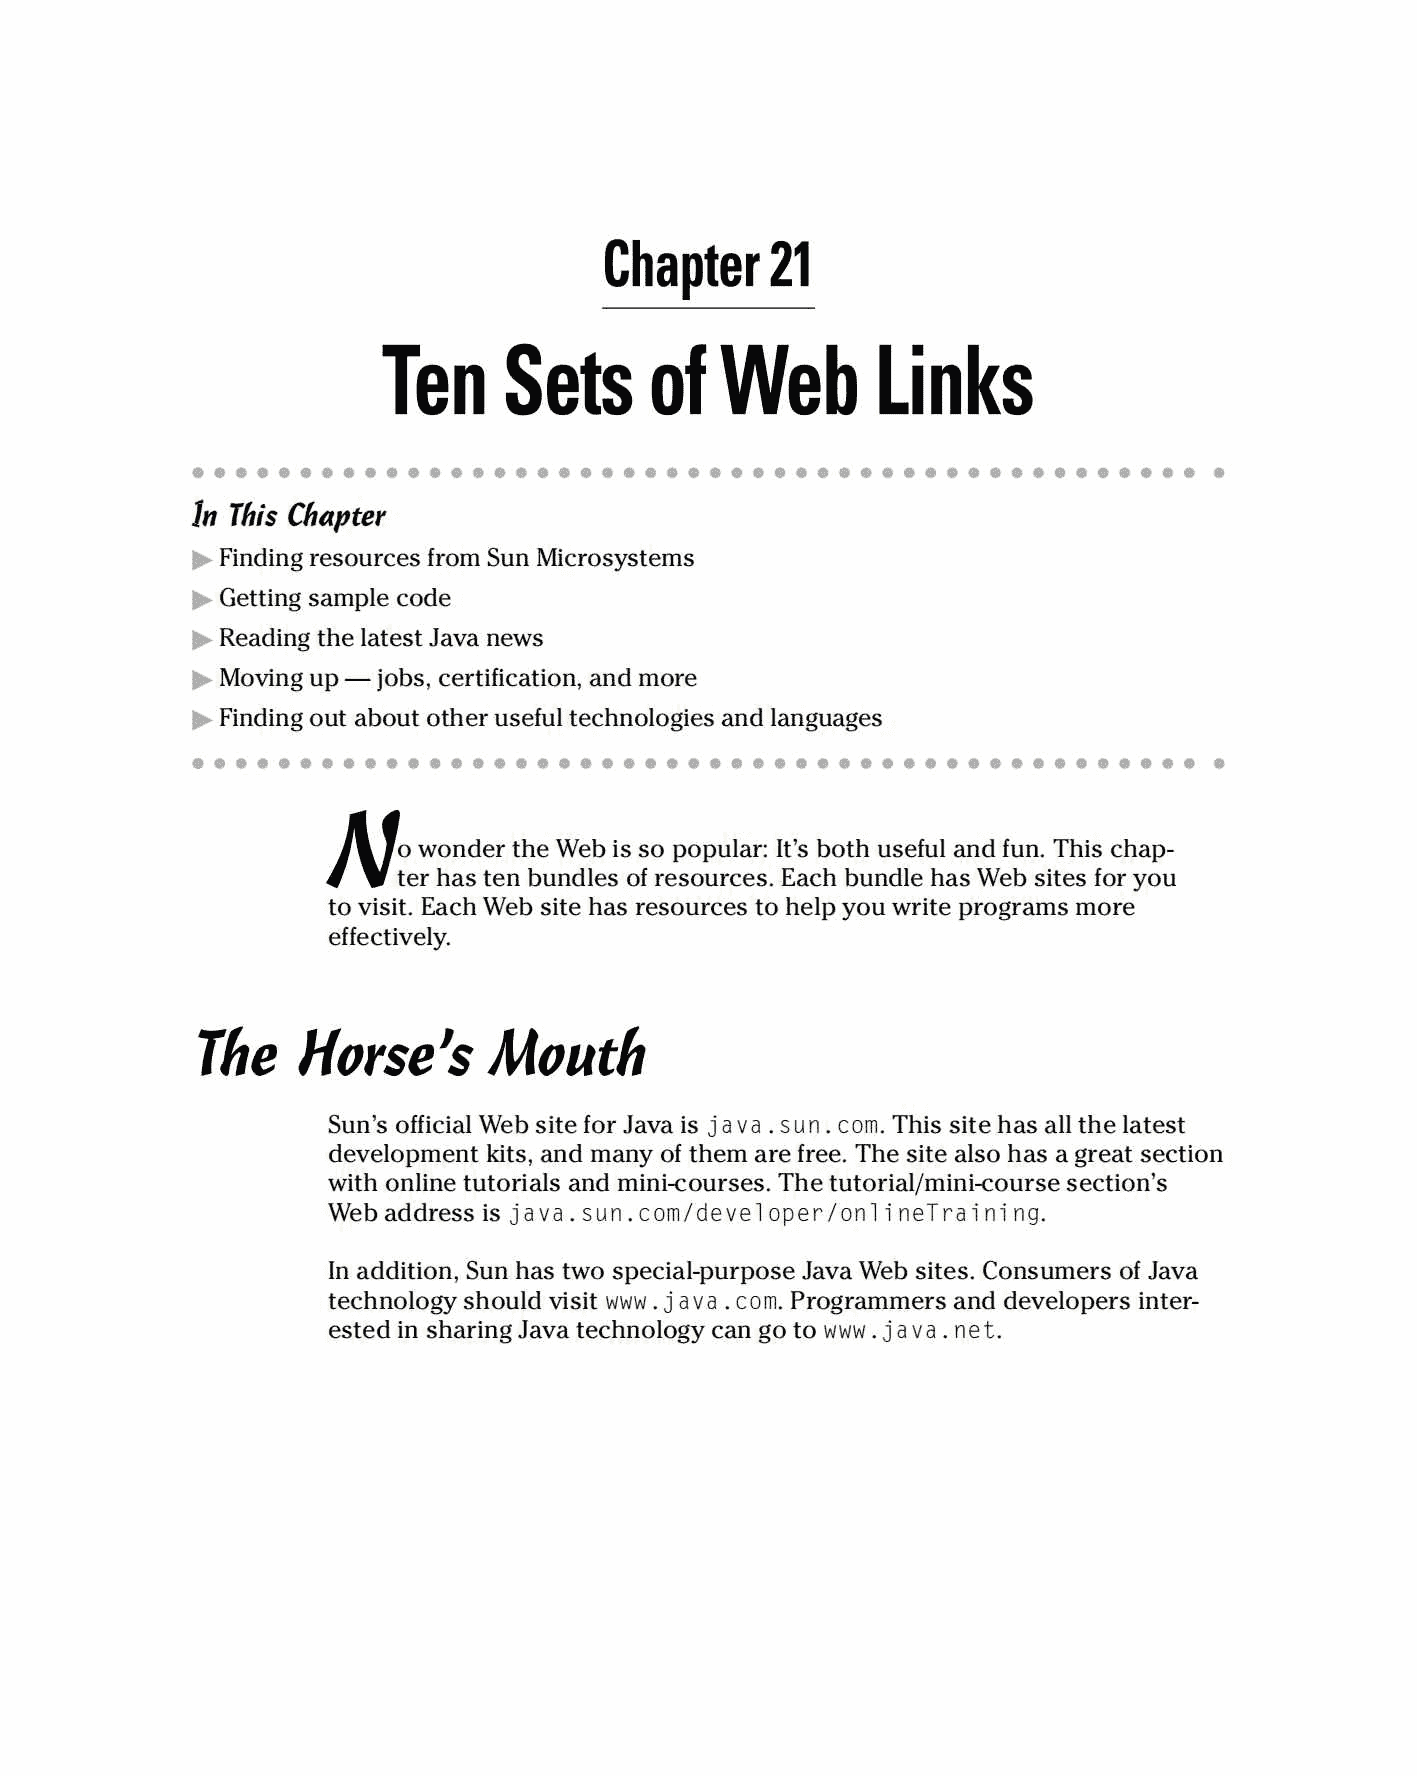 Chapter 21
Ten Sets of Web Links
In This Chapter
▶ Finding resources from Sun Microsystems
▶ Getting sample code
▶ Reading the latest Java news
▶ Moving up — jobs, certification, and more
▶ Finding out about other useful technologies and languages
No wonder the Web is so popular: It’s both useful and fun. This chap-
ter has ten bundles of resources. Each bundle has Web sites for you
to visit. Each Web site has resources to help you write programs more
effectively.
The Horse’s Mouth
Sun’s official Web site for Java is java.sun.com. This site has all the latest
development kits, and many of them are free. The site also has a great section
with online tutorials and mini-courses. The tutorial/mini-course section’s
Web address is java.sun.com/developer/onlineTraining.
In addition, Sun has two special-purpose Java Web sites. Consumers of Java
technology should visit www.java.com. Programmers and developers inter-
ested in sharing Java technology can go to www.java.net.